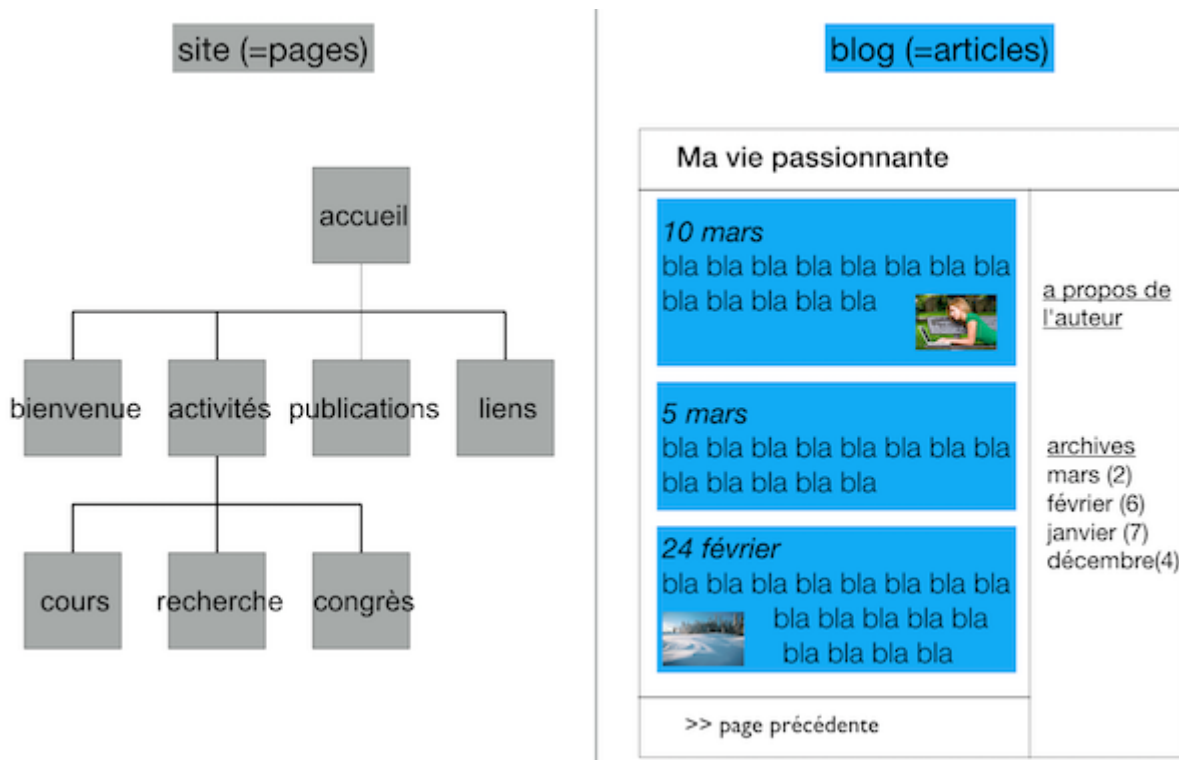 site (=pages)
accueil
bienvenue
activités
publications
liens
cours
recherche
congrès
blog (=articles)
Ma vie passionnante
10 mars
bla bla bla bla bla bla bla bla
bla bla bla bla bla
5 mars
bla bla bla bla bla bla bla bla
bla bla bla bla bla
24 février
bla bla bla bla bla bla bla bla
bla bla bla bla bla
bla bla bla bla
>> page précédente
a propos de
l'auteur
archives
mars (2)
février (6)
janvier (7)
décembre(4)